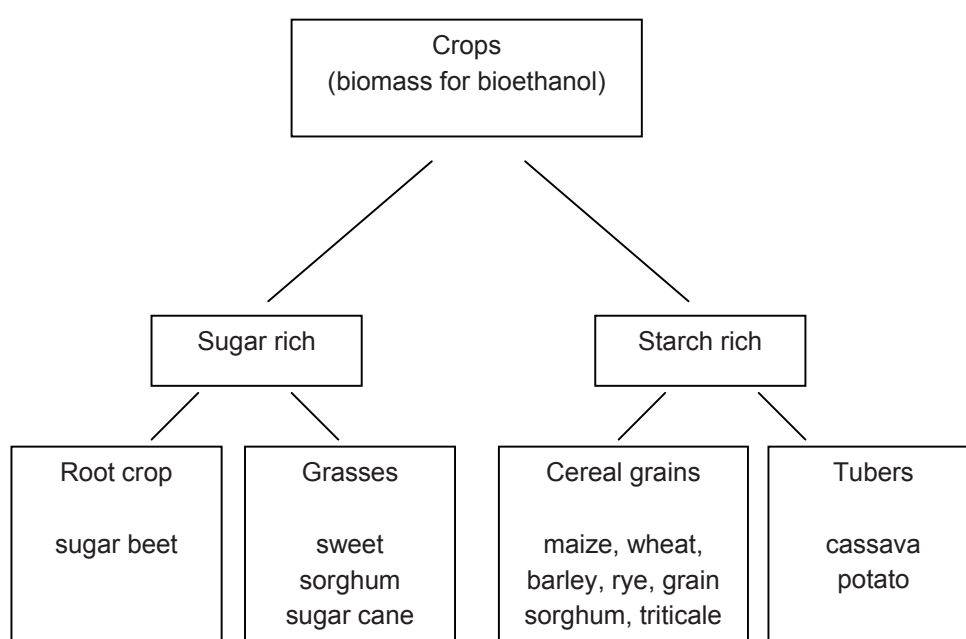 Crops
(biomass for bioethanol)
Sugar rich
Starch rich
Root crop
sugar beet
Grasses
sweet
sorghum
sugar cane
Cereal grains
maize, wheat,
barley, rye, grain
sorghum, triticale
Tubers
cassava
potato